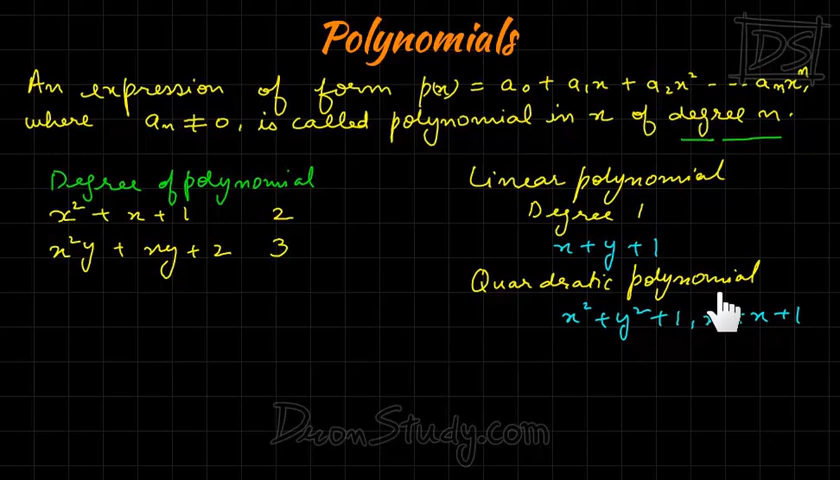 Polynomials
DS
An expression of form p(x) = a₀ + a₁x + a₂x² - - - - aₙxⁿ,
where aₙ ≠ 0, is called polynomial in x of degree n.
Degree of polynomial
x² + x + 1 2
x²y + xy + 2 3
Linear polynomial
Degree 1
x + y + 1
Quardratic polynomial
x² + y² + 1, x + x + 1
DronStudy.com